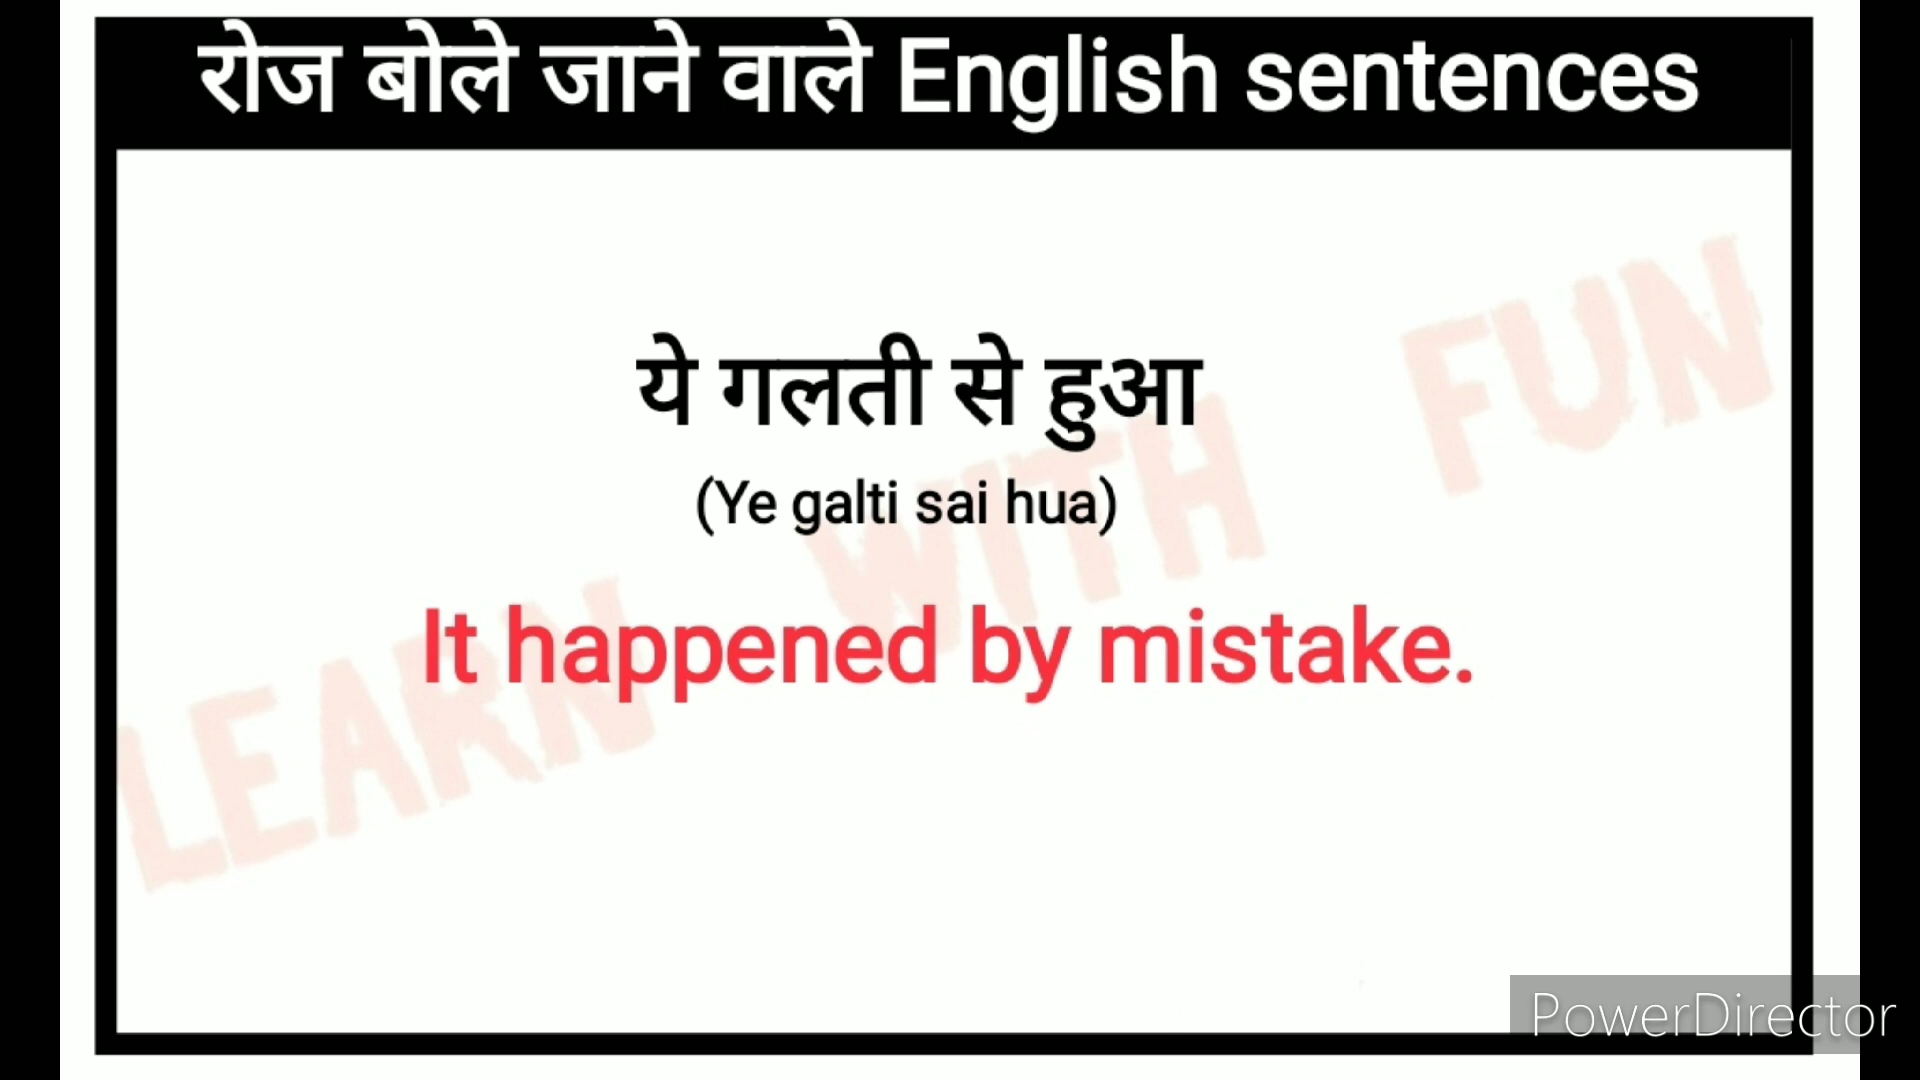 रोज बोले जाने वाले English sentences
ये गलती से हुआ
(Ye galti sai hua)
It happened by mistake.
LEARN WITH FUN
PowerDirector